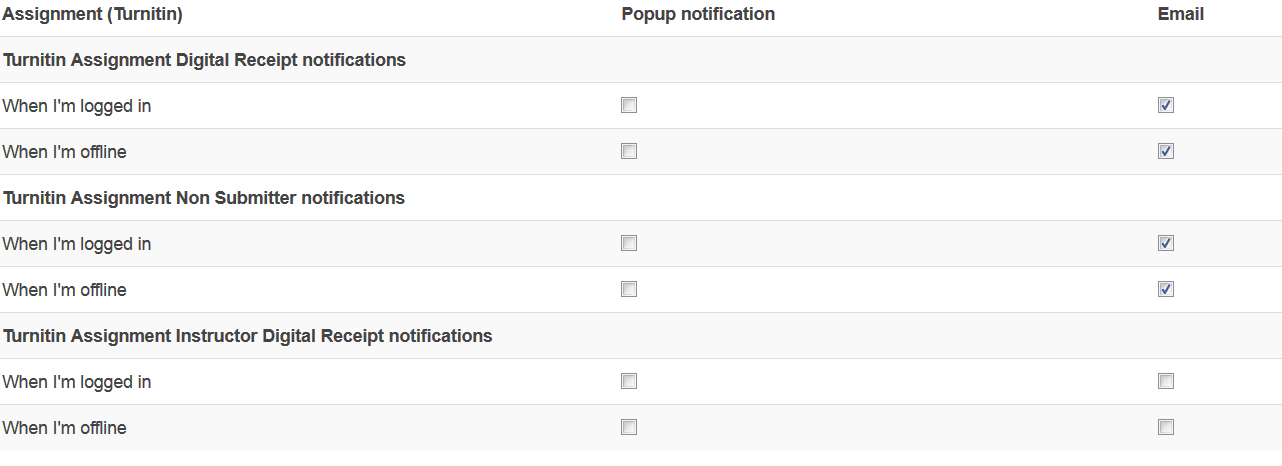 Assignment (Turnitin) Popup notification Email
Turnitin Assignment Digital Receipt notifications
When I'm logged in
When I'm offline
Turnitin Assignment Non Submitter notifications
When I'm logged in
When I'm offline
Turnitin Assignment Instructor Digital Receipt notifications
When I'm logged in
When I'm offline